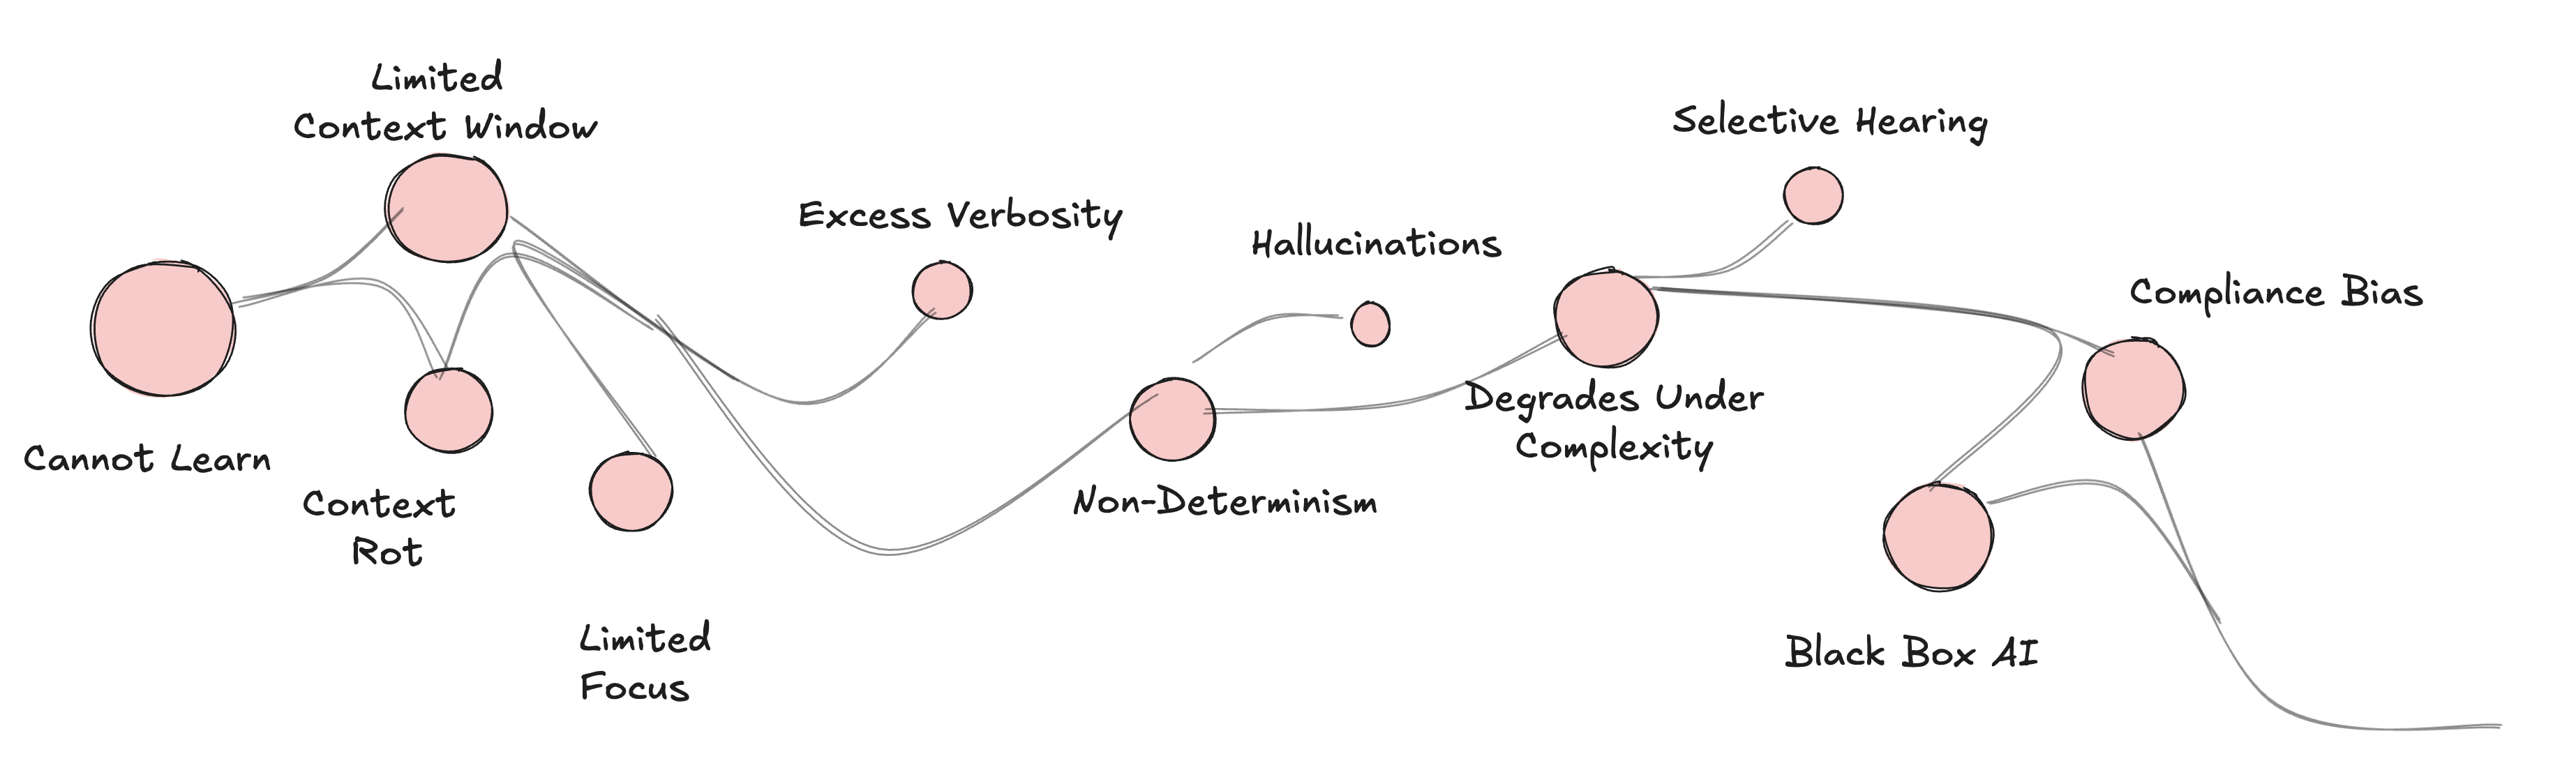 Limited
Context Window
Cannot Learn
Context
Rot
Limited
Focus
Excess Verbosity
Non-Determinism
Hallucinations
Degrades Under
Complexity
Selective Hearing
Compliance Bias
Black Box AI